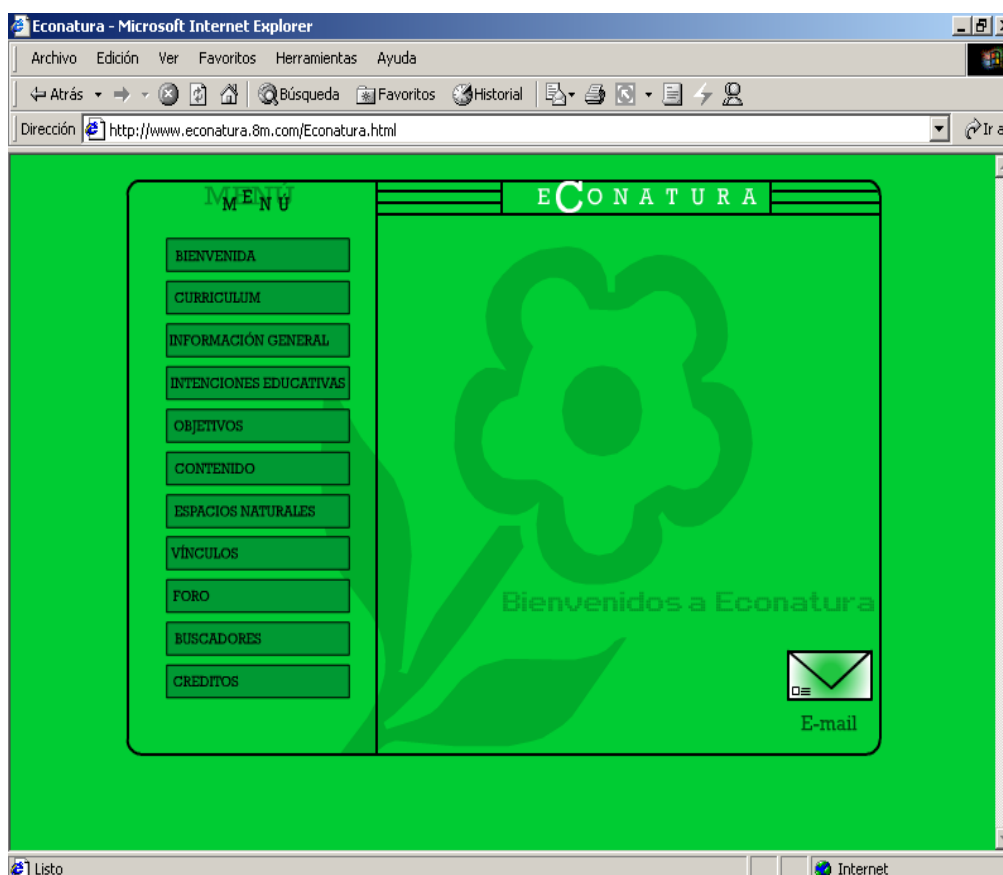 Econatura - Microsoft Internet Explorer
Archivo Edición Ver Favoritos Herramientas Ayuda
Atrás Búsqueda Favoritos Historial
Dirección http://www.econatura.8m.com/Econatura.html Ir a
MENÚ
MENÚ
ECONATURA
BIENVENIDA
CURRICULUM
INFORMACIÓN GENERAL
INTENCIONES EDUCATIVAS
OBJETIVOS
CONTENIDO
ESPACIOS NATURALES
VÍNCULOS
FORO
BUSCADORES
CREDITOS
Bienvenidos a Econatura
E-mail
Listo Internet